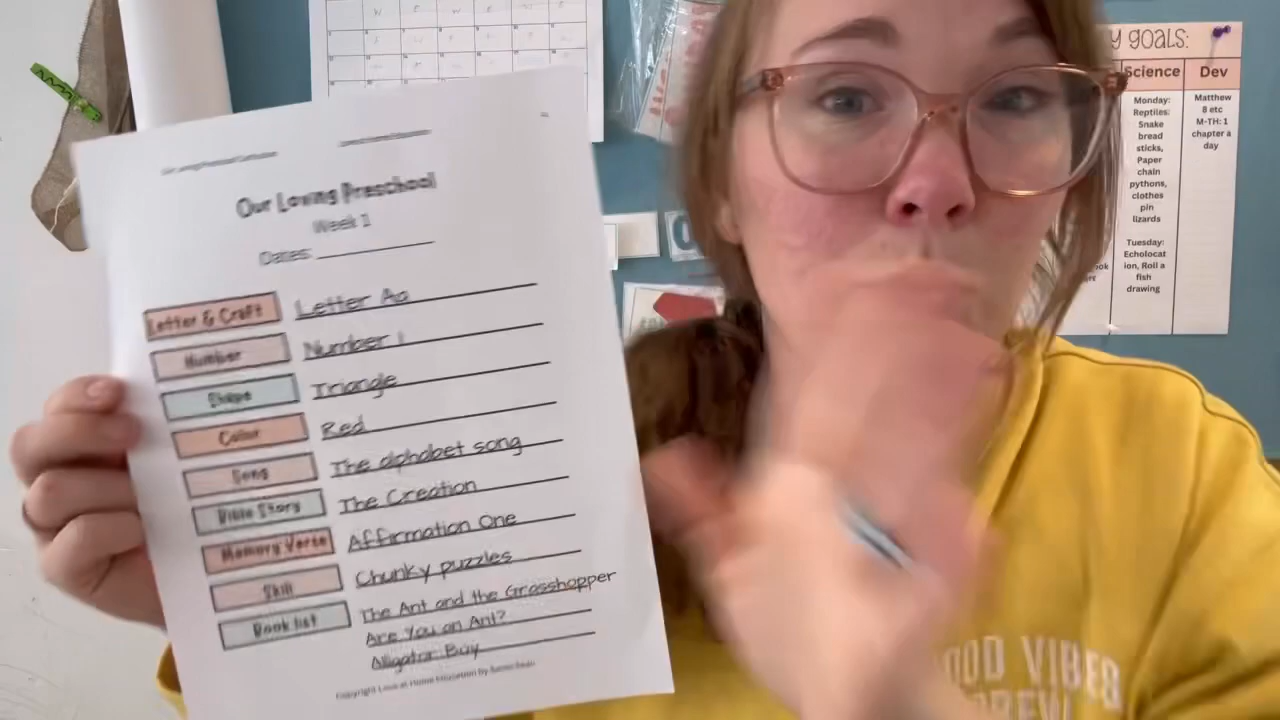 Our Loving Preschool
Week 1
Dates:
Letter & Craft Letter Aa
Number Number 1
Shape Triangle
Color Red
Song The alphabet song
Bible Story The Creation
Memory Verse Affirmation One
Skill Chunky puzzles
Book list The Ant and the Grasshopper
Are You an Ant?
Alligator Baby
GOALS:
Science
Monday:
Reptiles:
Snake
bread
sticks,
Paper
chain
pythons,
clothes
pin
lizards
Tuesday:
Echolocat
ion, Roll a
fish
drawing
Dev
Matthew
8 etc
M-TH: 1
chapter a
day
VIBES